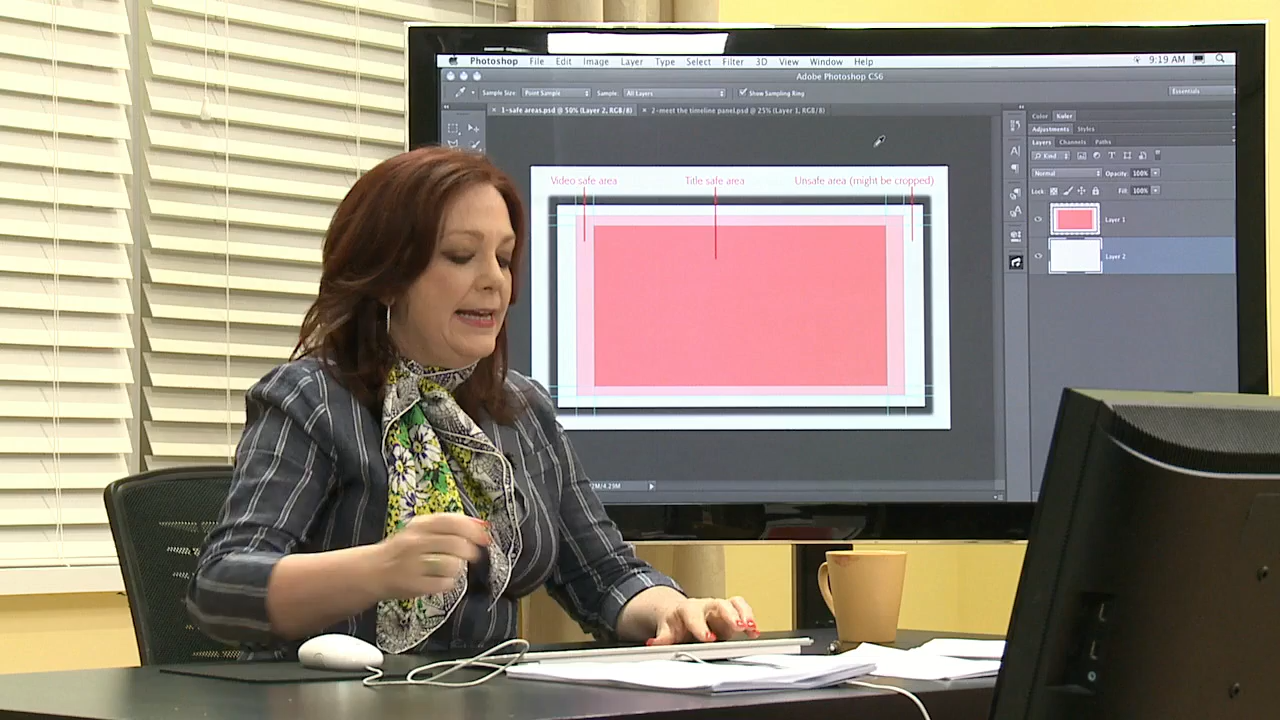 Photoshop File Edit Image Layer Type Select Filter 3D View Window Help 9:19 AM
Adobe Photoshop CS6
Sample Size: Point Sample Sample: All Layers Show Sampling Ring Essentials
1-safe areas.psd @ 50% (Layer 2, RGB/8) 2-meet the timeline panel.psd @ 25% (Layer 1, RGB/8)
Color Kuler
Adjustments Styles
Layers Channels Paths
Kind
Normal Opacity: 100%
Lock: Fill: 100%
Video safe area Title safe area Unsafe area (might be cropped)
Layer 1
Layer 2